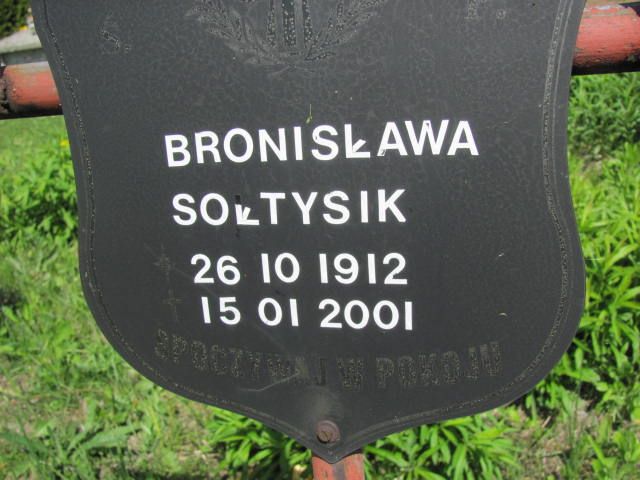 Ś. P.
BRONISŁAWA
SOŁTYSIK
26 10 1912
15 01 2001
SPOCZYWAJ W POKOJU